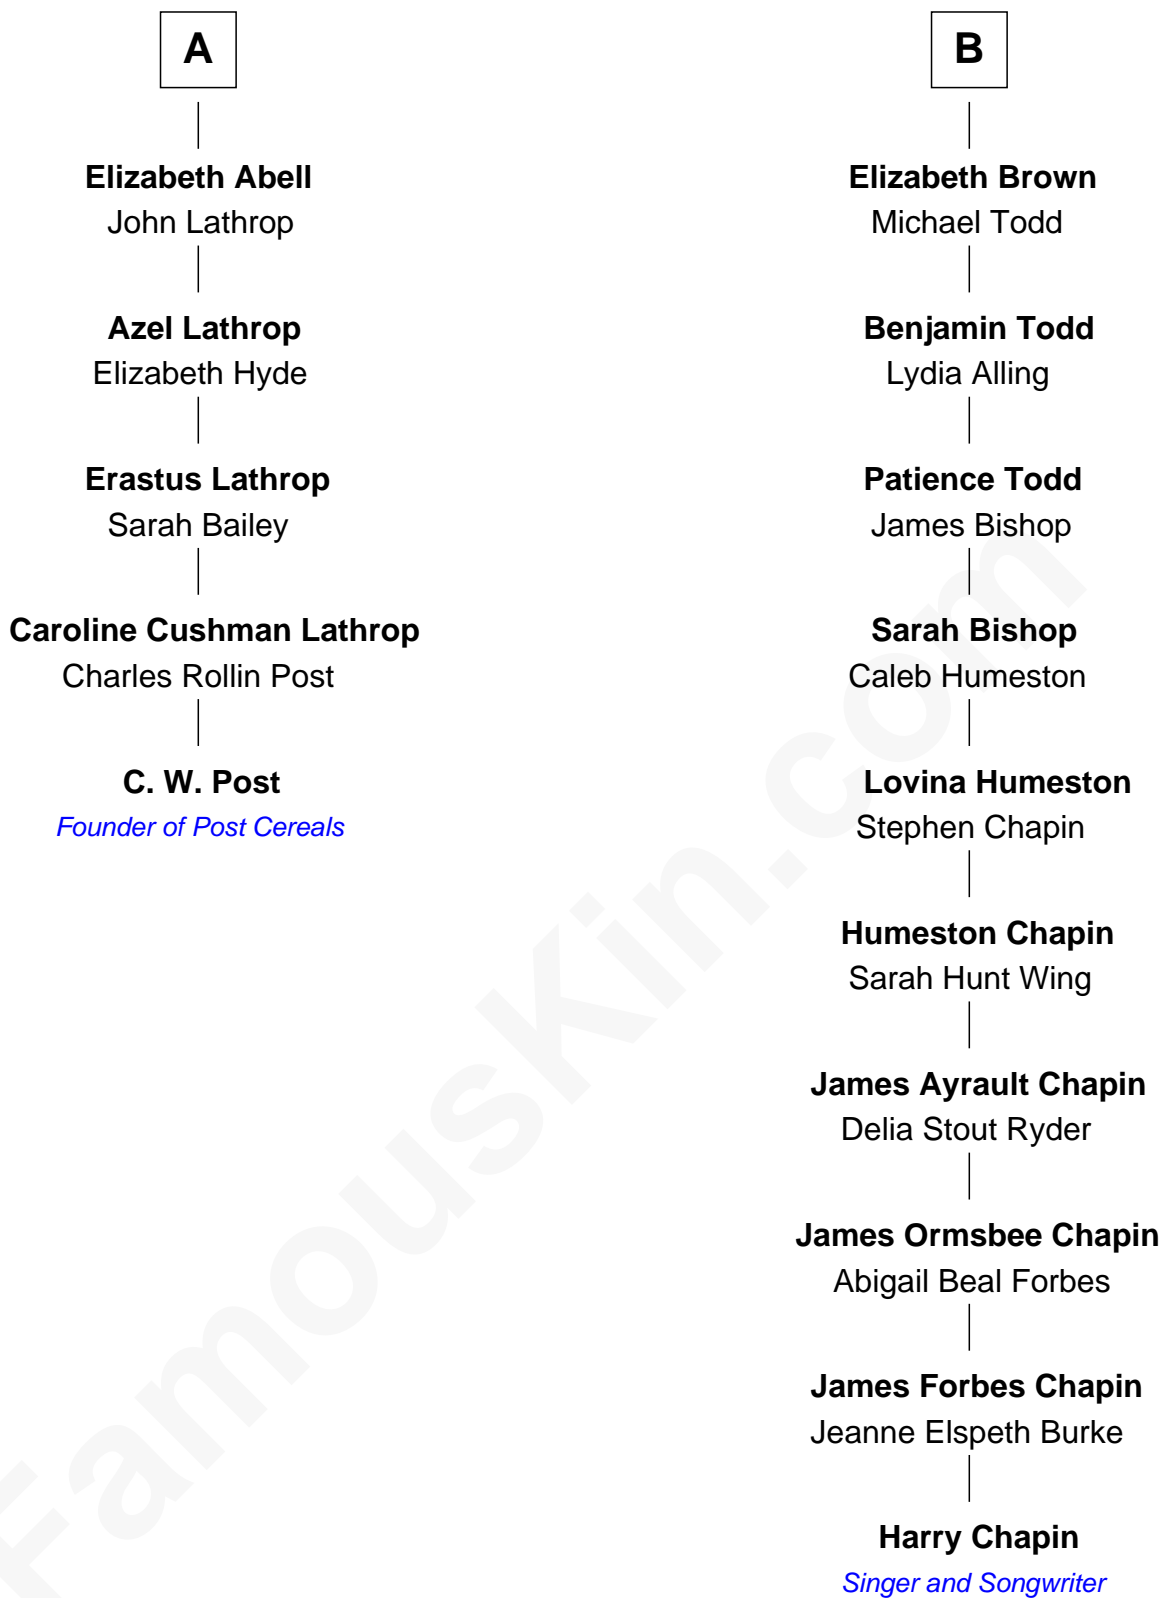 A
Elizabeth Abell
John Lathrop
Azel Lathrop
Elizabeth Hyde
Erastus Lathrop
Sarah Bailey
Caroline Cushman Lathrop
Charles Rollin Post
C. W. Post
Founder of Post Cereals
B
Elizabeth Brown
Michael Todd
Benjamin Todd
Lydia Alling
Patience Todd
James Bishop
Sarah Bishop
Caleb Humeston
Lovina Humeston
Stephen Chapin
Humeston Chapin
Sarah Hunt Wing
James Ayrault Chapin
Delia Stout Ryder
James Ormsbee Chapin
Abigail Beal Forbes
James Forbes Chapin
Jeanne Elspeth Burke
Harry Chapin
Singer and Songwriter
FamousKin.com